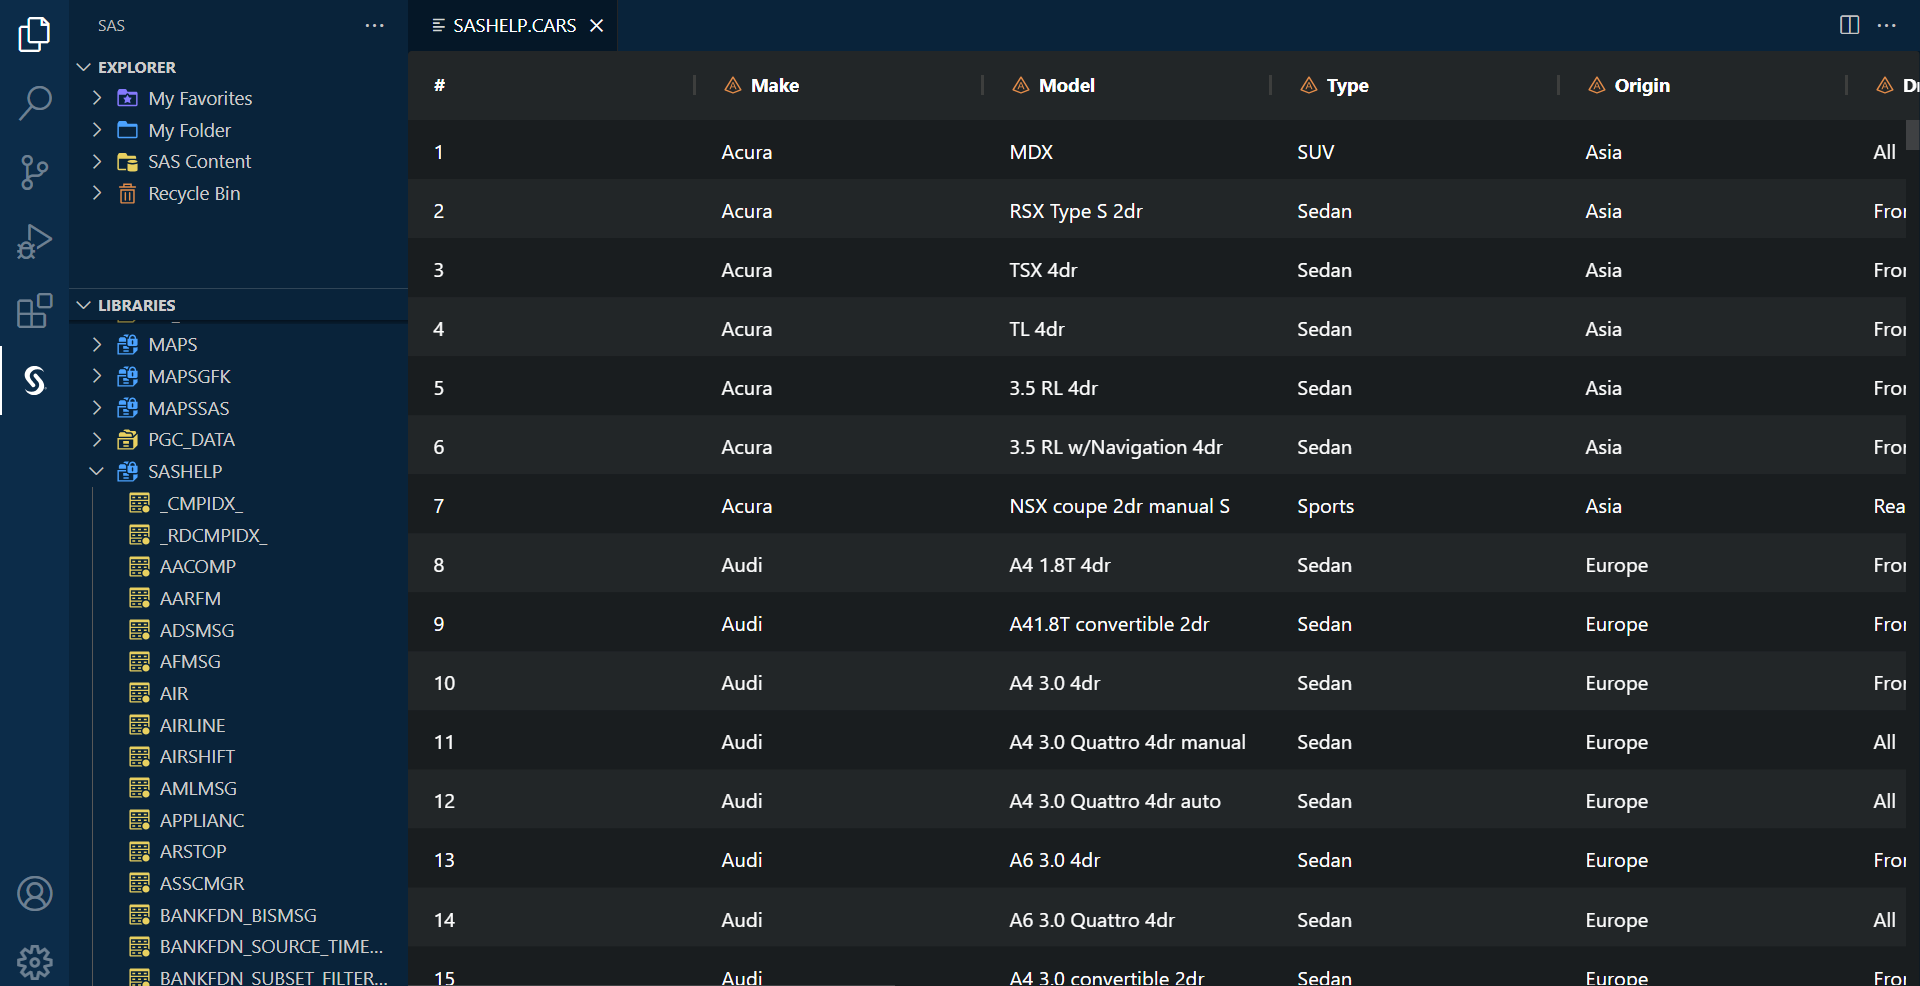 SAS
EXPLORER
My Favorites
My Folder
SAS Content
Recycle Bin
LIBRARIES
MAPS
MAPSGFK
MAPSSAS
PGC_DATA
SASHELP
_CMPIDX_
_RDCMPIDX_
AACOMP
AARFM
ADSMSG
AFMSG
AIR
AIRLINE
AIRSHIFT
AMLMSG
APPLIANC
ARSTOP
ASSCMGR
BANKFDN_BISMSG
BANKFDN_SOURCE_TIME...
BANKFDN_SUBSET_FILTER...
SASHELP.CARS
# Make Model Type Origin
1 Acura MDX SUV Asia All
2 Acura RSX Type S 2dr Sedan Asia Fro
3 Acura TSX 4dr Sedan Asia Fro
4 Acura TL 4dr Sedan Asia Fro
5 Acura 3.5 RL 4dr Sedan Asia Fro
6 Acura 3.5 RL w/Navigation 4dr Sedan Asia Fro
7 Acura NSX coupe 2dr manual S Sports Asia Rea
8 Audi A4 1.8T 4dr Sedan Europe Fro
9 Audi A41.8T convertible 2dr Sedan Europe Fro
10 Audi A4 3.0 4dr Sedan Europe Fro
11 Audi A4 3.0 Quattro 4dr manual Sedan Europe All
12 Audi A4 3.0 Quattro 4dr auto Sedan Europe All
13 Audi A6 3.0 4dr Sedan Europe Fro
14 Audi A6 3.0 Quattro 4dr Sedan Europe All
15 Audi A4 3.0 convertible 2dr Sedan Europe Fro